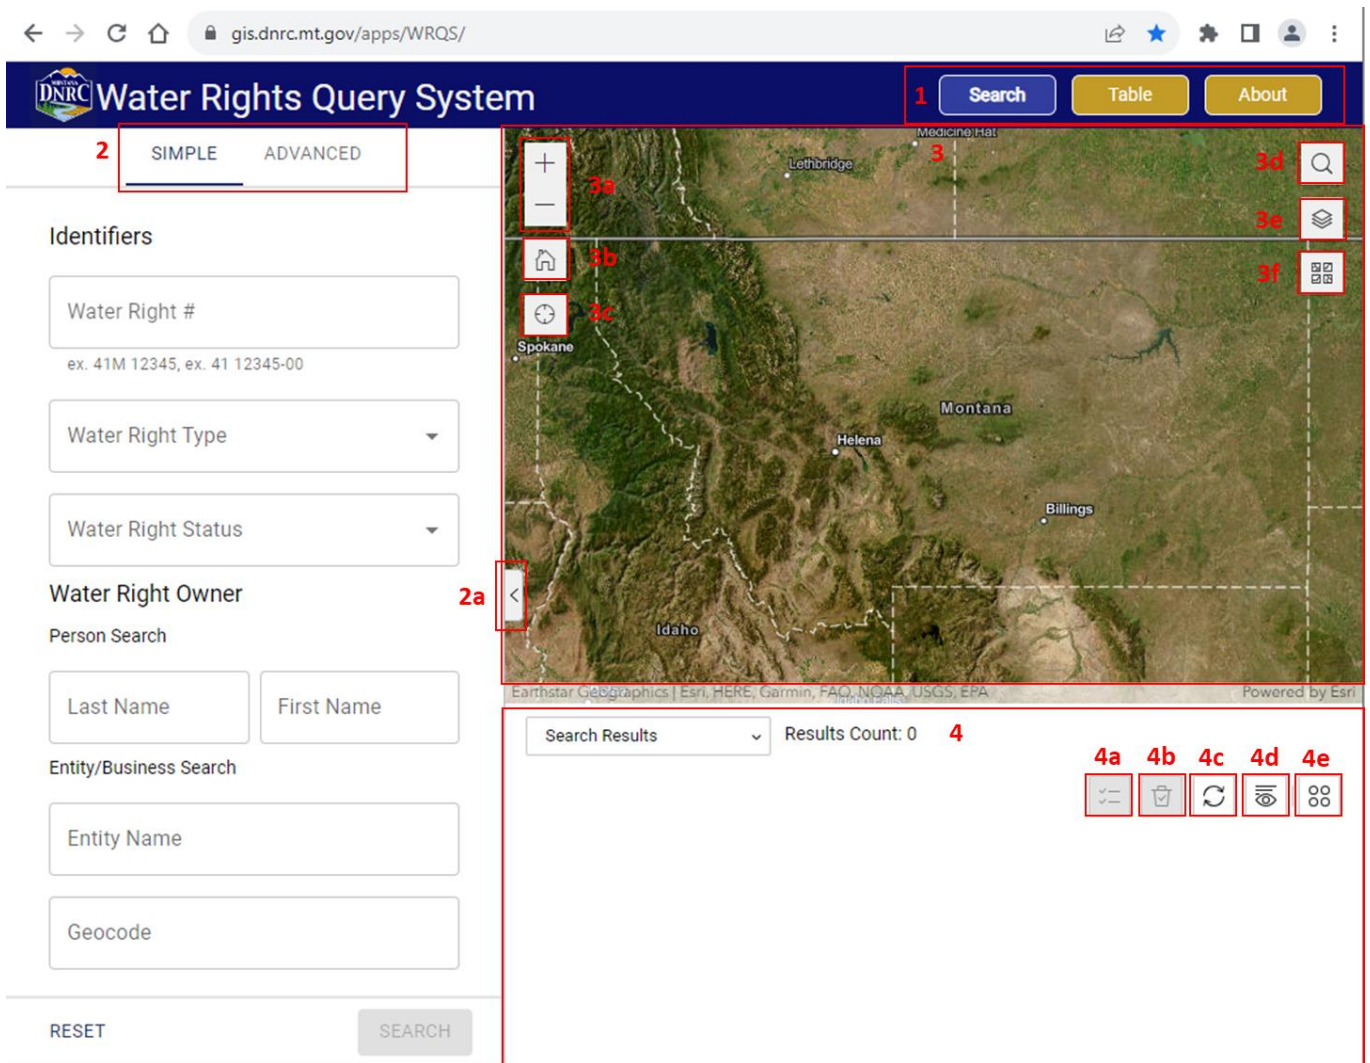 gis.dnrc.mt.gov/apps/WRQS/
MONTANA
DNRC
Water Rights Query System
1
Search
Table
About
2
SIMPLE
ADVANCED
Identifiers
Water Right #
ex. 41M 12345, ex. 41 12345-00
Water Right Type
Water Right Status
Water Right Owner
Person Search
Last Name
First Name
Entity/Business Search
Entity Name
Geocode
RESET
SEARCH
2a
3
3a
3b
3c
3d
3e
3f
Medicine Hat
Lethbridge
Spokane
Montana
Helena
Billings
Idaho
Idaho Falls
Earthstar Geographics | Esri, HERE, Garmin, FAO, NOAA, USGS, EPA
Powered by Esri
Search Results
Results Count: 0
4
4a
4b
4c
4d
4e